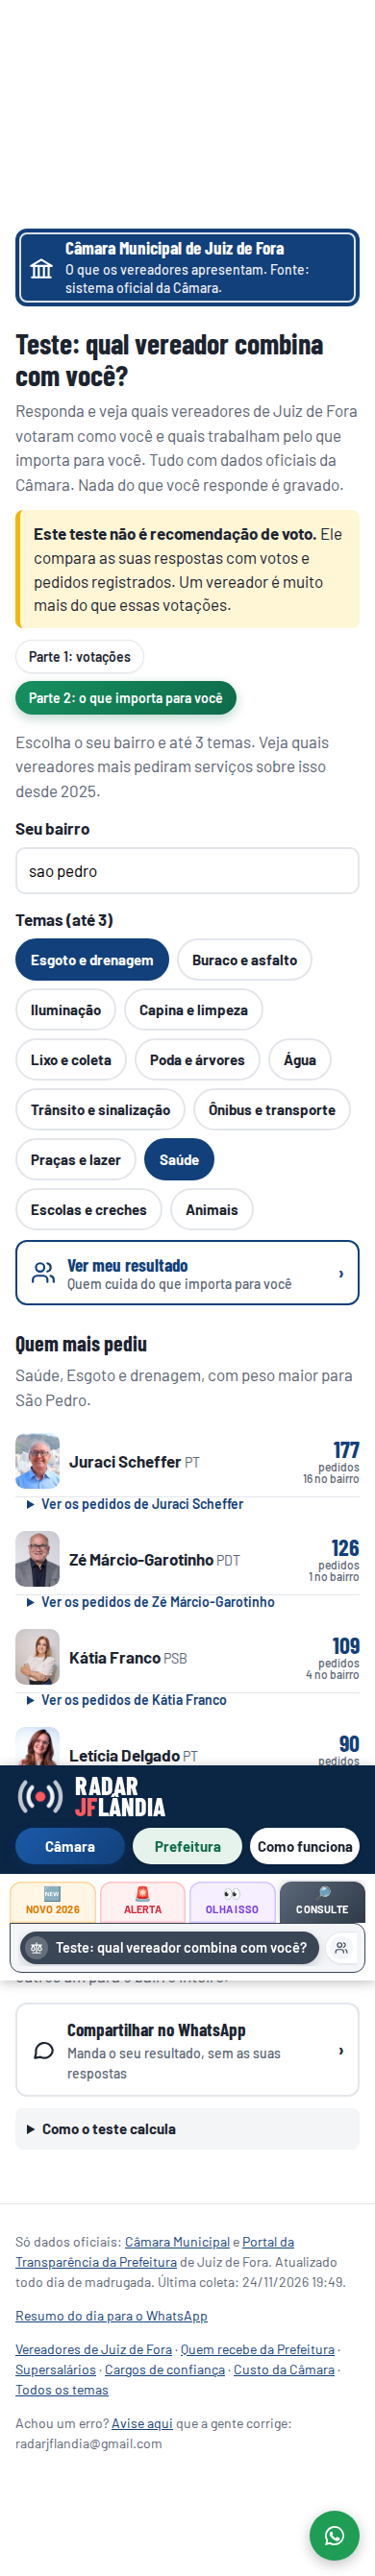 Câmara Municipal de Juiz de Fora
O que os vereadores apresentam. Fonte:
sistema oficial da Câmara.
Teste: qual vereador combina
com você?
Responda e veja quais vereadores de Juiz de Fora
votaram como você e quais trabalham pelo que
importa para você. Tudo com dados oficiais da
Câmara. Nada do que você responde é gravado.
Este teste não é recomendação de voto. Ele
compara as suas respostas com votos e
pedidos registrados. Um vereador é muito
mais do que essas votações.
Parte 1: votações
Parte 2: o que importa para você
Escolha o seu bairro e até 3 temas. Veja quais
vereadores mais pediram serviços sobre isso
desde 2025.
Seu bairro
sao pedro
Temas (até 3)
Esgoto e drenagem Buraco e asfalto
Iluminação Capina e limpeza
Lixo e coleta Poda e árvores Água
Trânsito e sinalização Ônibus e transporte
Praças e lazer Saúde
Escolas e creches Animais
Ver meu resultado
Quem cuida do que importa para você
›
Quem mais pediu
Saúde, Esgoto e drenagem, com peso maior para
São Pedro.
Juraci Scheffer PT
177
pedidos
16 no bairro
Ver os pedidos de Juraci Scheffer
Zé Márcio-Garotinho PDT
126
pedidos
1 no bairro
Ver os pedidos de Zé Márcio-Garotinho
Kátia Franco PSB
109
pedidos
4 no bairro
Ver os pedidos de Kátia Franco
Letícia Delgado PT
90
pedidos
RADAR
JFLÂNDIA
Câmara Prefeitura Como funciona
NOVO 2026 ALERTA OLHA ISSO CONSULTE
Teste: qual vereador combina com você?
Compartilhar no WhatsApp
Manda o seu resultado, sem as suas
respostas
›
Como o teste calcula
Só dados oficiais: Câmara Municipal e Portal da
Transparência da Prefeitura de Juiz de Fora. Atualizado
todo dia de madrugada. Última coleta: 24/11/2026 19:49.
Resumo do dia para o WhatsApp
Vereadores de Juiz de Fora · Quem recebe da Prefeitura ·
Supersalários · Cargos de confiança · Custo da Câmara ·
Todos os temas
Achou um erro? Avise aqui que a gente corrige:
radarjflandia@gmail.com